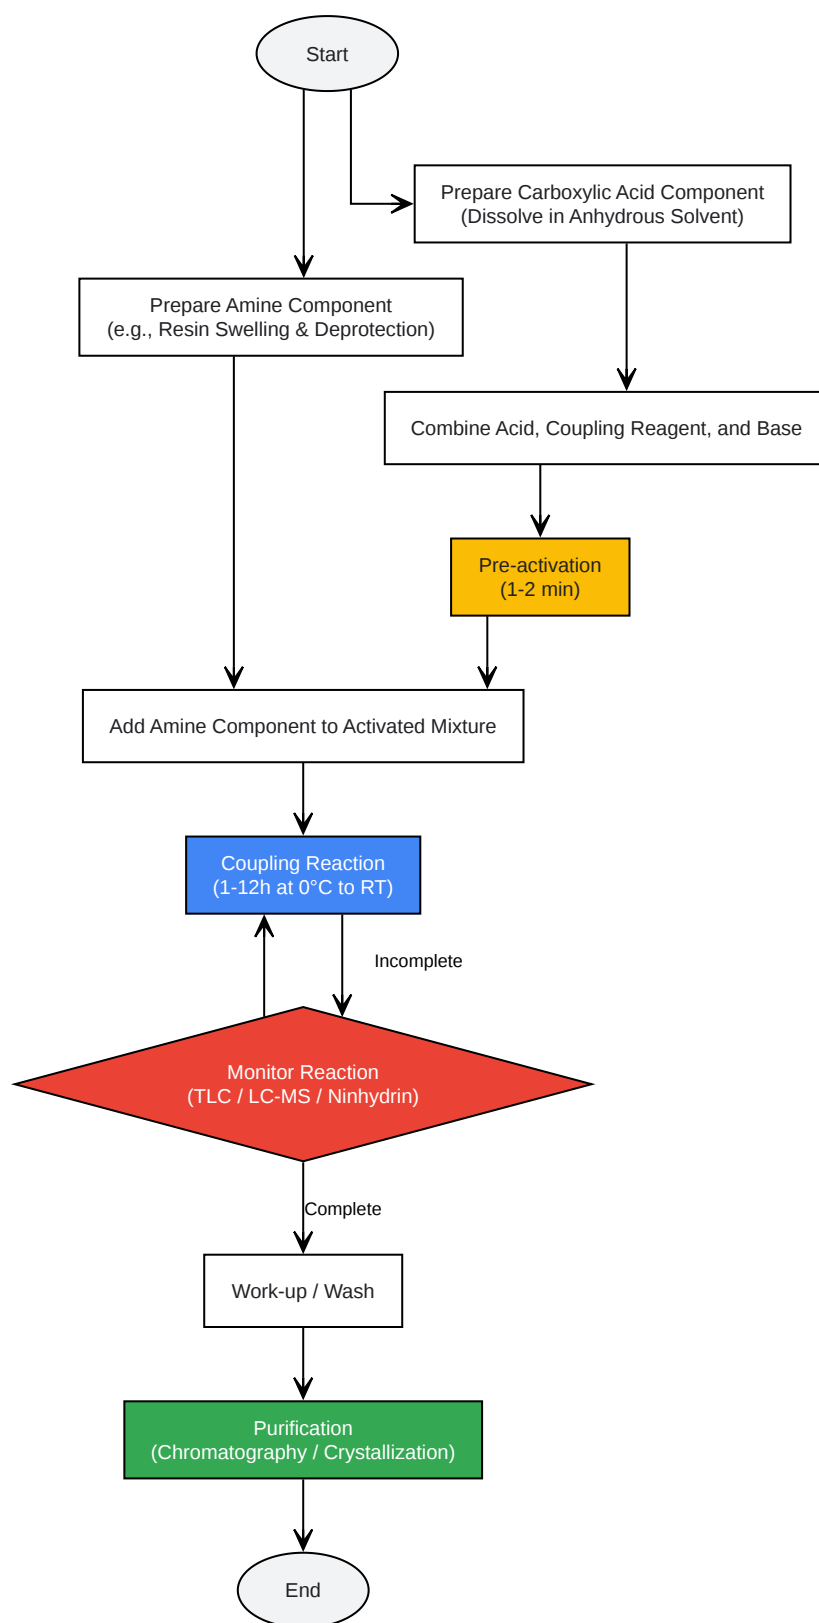 Start
Prepare Carboxylic Acid Component
(Dissolve in Anhydrous Solvent)
Prepare Amine Component
(e.g., Resin Swelling & Deprotection)
Combine Acid, Coupling Reagent, and Base
Pre-activation
(1-2 min)
Add Amine Component to Activated Mixture
Coupling Reaction
(1-12h at 0°C to RT)
Incomplete
Monitor Reaction
(TLC / LC-MS / Ninhydrin)
Complete
Work-up / Wash
Purification
(Chromatography / Crystallization)
End